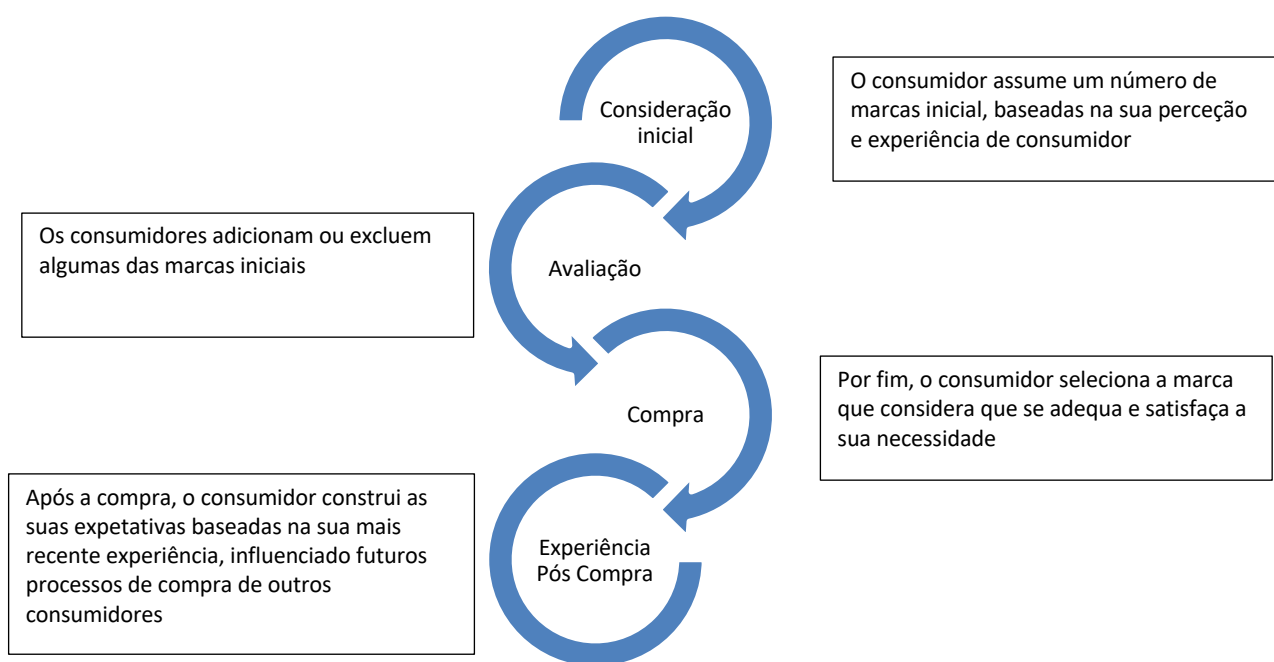 Consideração
inicial
O consumidor assume um número de
marcas inicial, baseadas na sua perceção
e experiência de consumidor
Os consumidores adicionam ou excluem
algumas das marcas iniciais
Avaliação
Compra
Por fim, o consumidor seleciona a marca
que considera que se adequa e satisfaça a
sua necessidade
Após a compra, o consumidor construi as
suas expetativas baseadas na sua mais
recente experiência, influenciado futuros
processos de compra de outros
consumidores
Experiência
Pós Compra